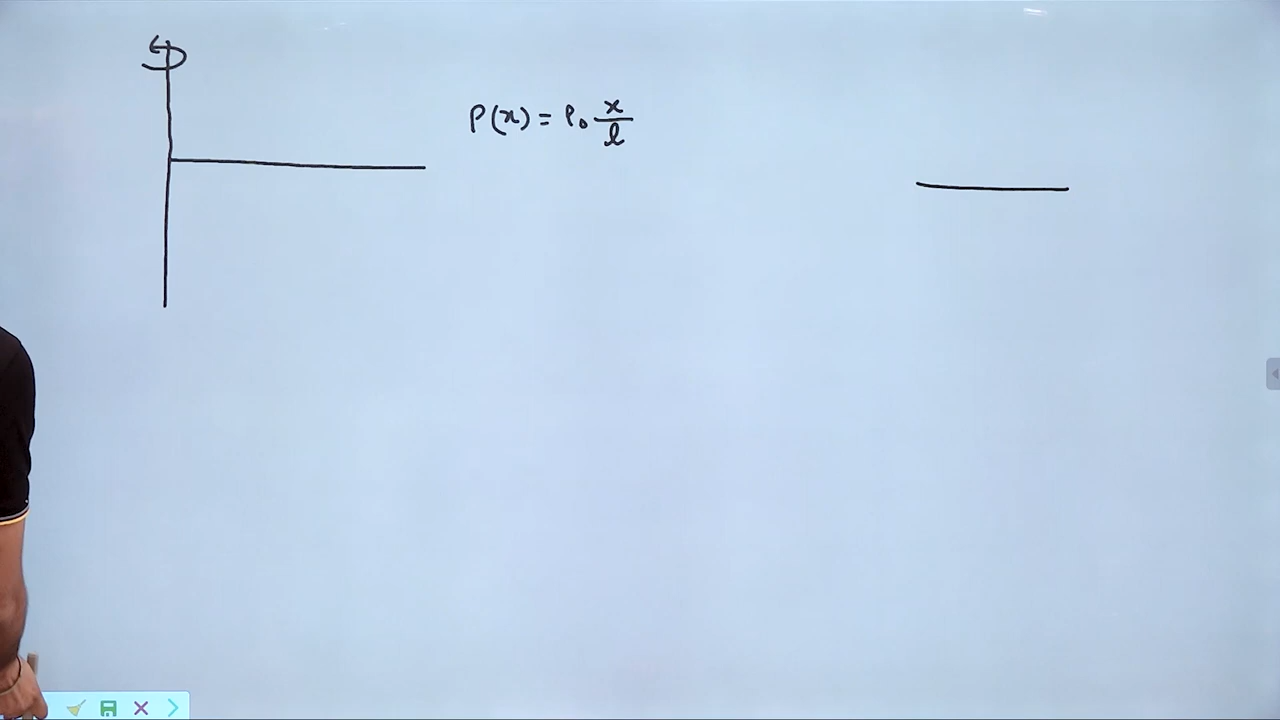 ρ(x) = ρ₀ x/l